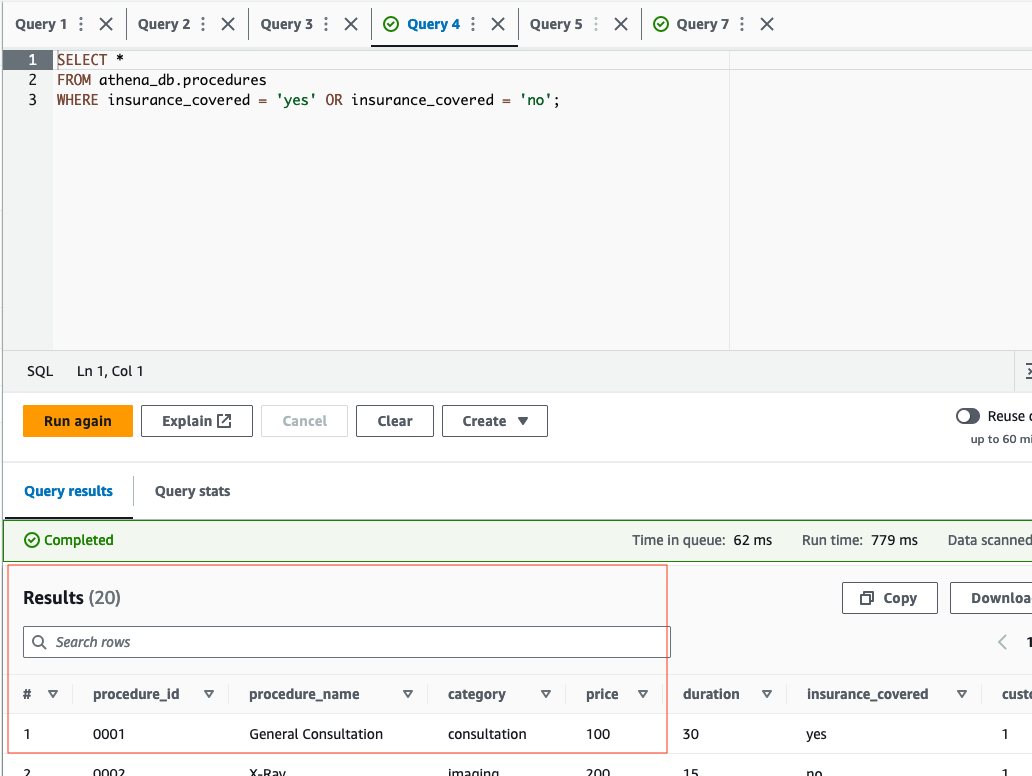 Query 1 Query 2 Query 3 Query 4 Query 5 Query 7
1 SELECT *
2 FROM athena_db.procedures
3 WHERE insurance_covered = 'yes' OR insurance_covered = 'no';
SQL Ln 1, Col 1
Run again Explain Cancel Clear Create Reuse
up to 60
Query results Query stats
Completed Time in queue: 62 ms Run time: 779 ms Data scanned
Results (20) Copy Downloa
Search rows 1
# procedure_id procedure_name category price duration insurance_covered custo
1 0001 General Consultation consultation 100 30 yes 1
2 0002 X-Ray imaging 200 15 no 1